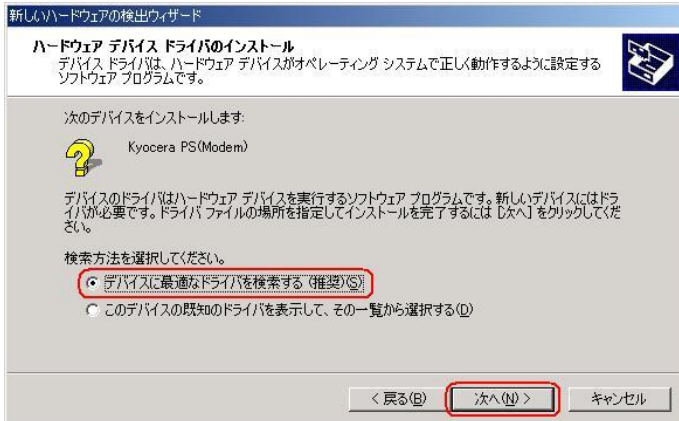 新しいハードウェアの検出ウィザード
ハードウェア デバイス ドライバのインストール
デバイス ドライバは、ハードウェア デバイスがオペレーティング システムで正しく動作するように設定する
ソフトウェア プログラムです。
次のデバイスをインストールします:
Kyocera PS(Modem)
デバイスのドライバはハードウェア デバイスを実行するソフトウェア プログラムです。新しいデバイスにはドラ
イバが必要です。ドライバ ファイルの場所を指定してインストールを完了するには [次へ] をクリックしてくだ
さい。
検索方法を選択してください。
デバイスに最適なドライバを検索する (推奨)(S)
このデバイスの既知のドライバを表示して、その一覧から選択する(D)
< 戻る(B)
次へ(N) >
キャンセル